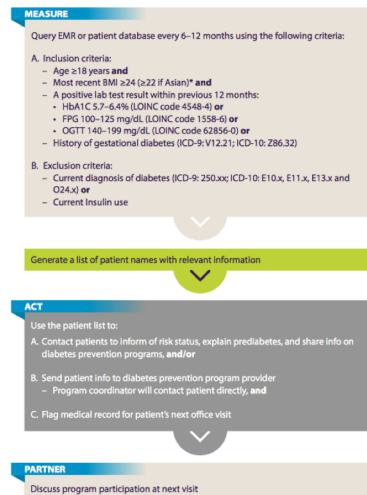 MEASURE
Query EMR or patient database every 6–12 months using the following criteria:
A. Inclusion criteria:
– Age ≥18 years and
– Most recent BMI ≥24 (≥22 if Asian)* and
– A positive lab test result within previous 12 months:
• HbA1C 5.7–6.4% (LOINC code 4548-4) or
• FPG 100–125 mg/dL (LOINC code 1558-6) or
• OGTT 140–199 mg/dL (LOINC code 62856-0) or
– History of gestational diabetes (ICD-9: V12.21; ICD-10: Z86.32)
B. Exclusion criteria:
– Current diagnosis of diabetes (ICD-9: 250.xx; ICD-10: E10.x, E11.x, E13.x and
O24.x) or
– Current Insulin use
Generate a list of patient names with relevant information
ACT
Use the patient list to:
A. Contact patients to inform of risk status, explain prediabetes, and share info on
diabetes prevention programs, and/or
B. Send patient info to diabetes prevention program provider
– Program coordinator will contact patient directly, and
C. Flag medical record for patient's next office visit
PARTNER
Discuss program participation at next visit